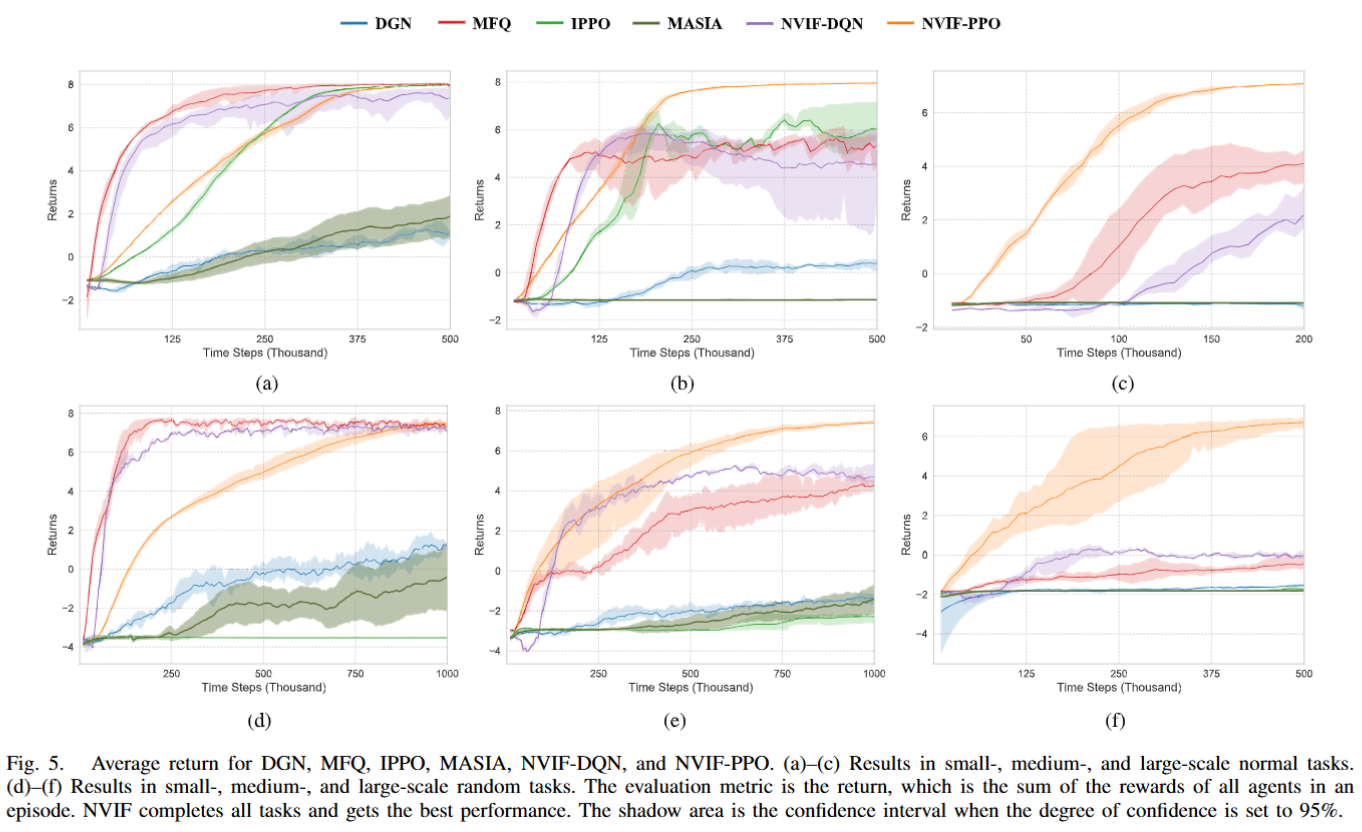 DGN MFQ IPPO MASIA NVIF-DQN NVIF-PPO
8
6
4
2
0
−2
Returns
125 250 375 500
Time Steps (Thousand)
(a)
8
6
4
2
0
−2
Returns
125 250 375 500
Time Steps (Thousand)
(b)
6
4
2
0
−2
Returns
50 100 150 200
Time Steps (Thousand)
(c)
8
6
4
2
0
−2
−4
Returns
250 500 750 1000
Time Steps (Thousand)
(d)
8
6
4
2
0
−2
−4
Returns
250 500 750 1000
Time Steps (Thousand)
(e)
6
4
2
0
−2
−4
Returns
125 250 375 500
Time Steps (Thousand)
(f)
Fig. 5. Average return for DGN, MFQ, IPPO, MASIA, NVIF-DQN, and NVIF-PPO. (a)–(c) Results in small-, medium-, and large-scale normal tasks.
(d)–(f) Results in small-, medium-, and large-scale random tasks. The evaluation metric is the return, which is the sum of the rewards of all agents in an
episode. NVIF completes all tasks and gets the best performance. The shadow area is the confidence interval when the degree of confidence is set to 95%.